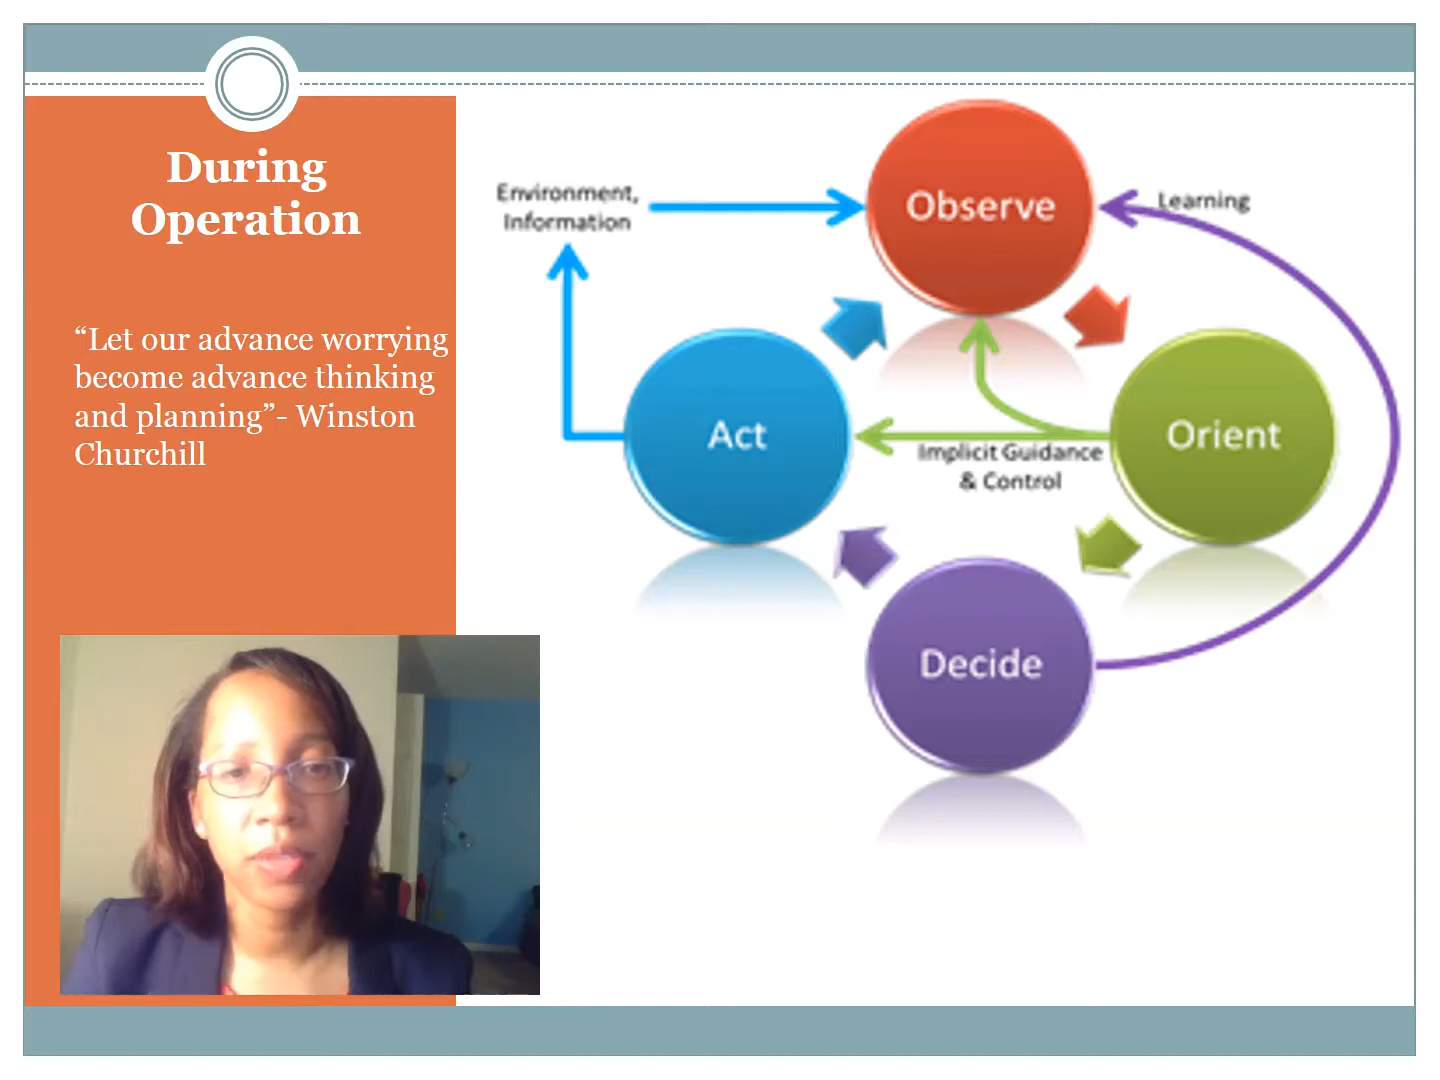 During
Operation
“Let our advance worrying
become advance thinking
and planning”- Winston
Churchill
Environment,
Information
Observe
Learning
Act
Orient
Implicit Guidance
& Control
Decide